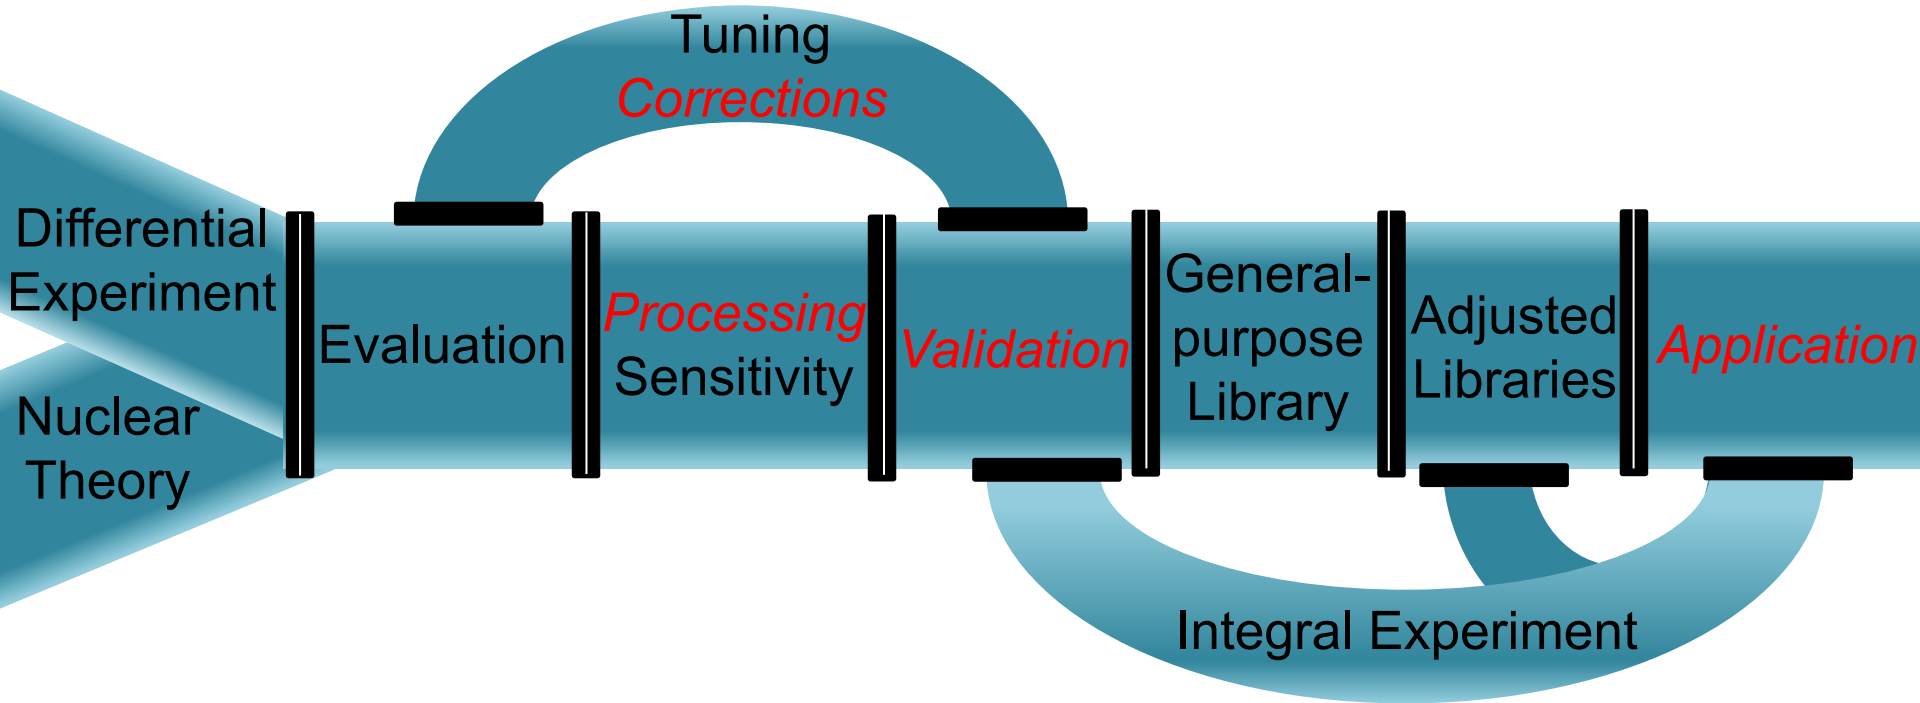 Tuning
Corrections
Differential
Experiment
Nuclear
Theory
Evaluation
Processing
Sensitivity
Validation
General-
purpose
Library
Adjusted
Libraries
Application
Integral Experiment